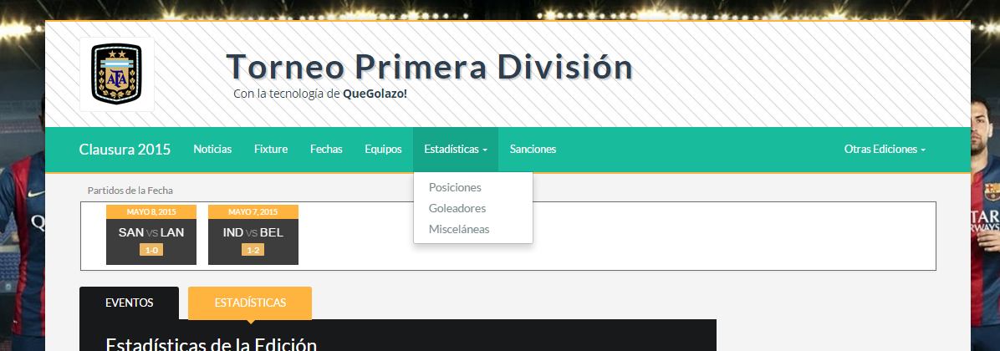 AFA
Torneo Primera División
Con la tecnología de QueGolazo!
Clausura 2015 Noticias Fixture Fechas Equipos Estadísticas Sanciones Otras Ediciones
Posiciones
Goleadores
Misceláneas
Partidos de la Fecha
MAYO 8, 2015 MAYO 7, 2015
SAN VS LAN IND VS BEL
1-0 1-2
EVENTOS ESTADÍSTICAS
Estadísticas de la Edición